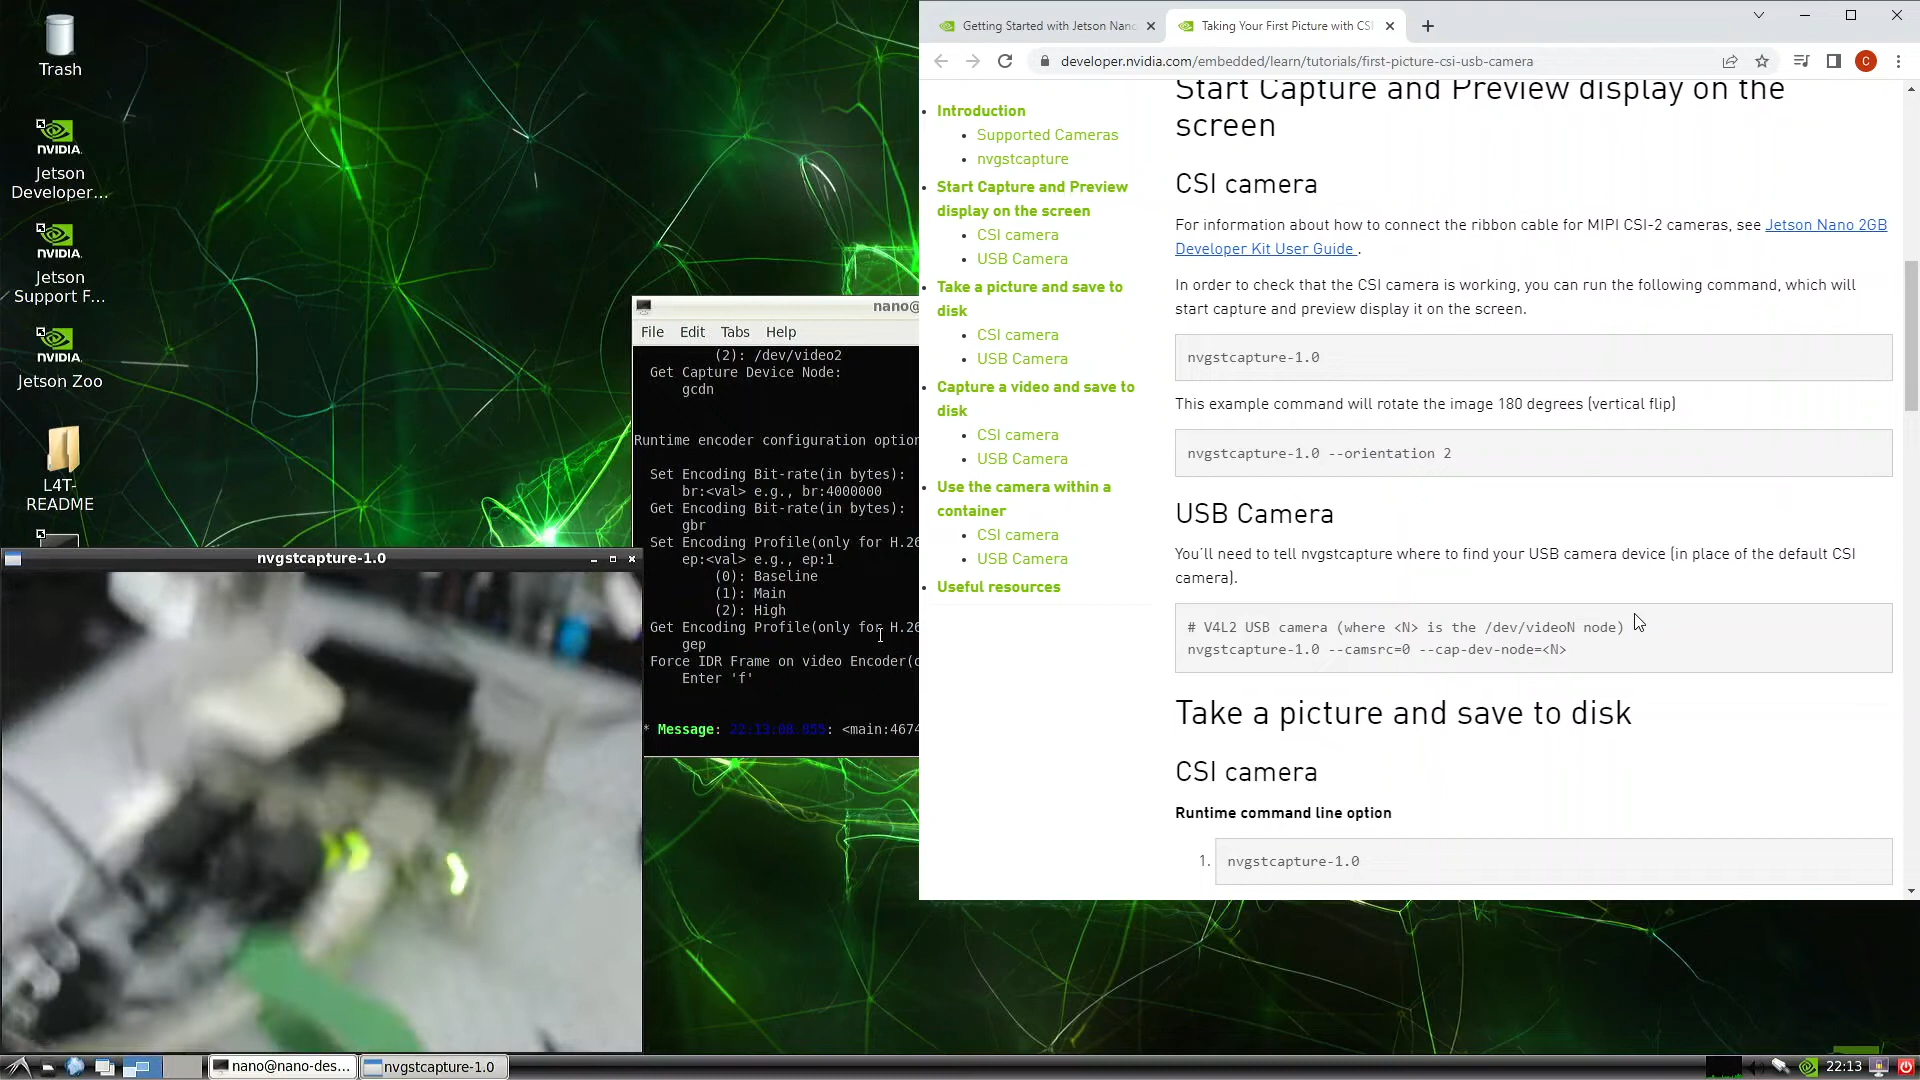 Trash
NVIDIA.
Jetson
Developer...
NVIDIA.
Jetson
Support F...
NVIDIA.
Jetson Zoo
L4T-
README
nano@
File Edit Tabs Help
(2): /dev/video2
Get Capture Device Node:
gcdn
Runtime encoder configuration option
Set Encoding Bit-rate(in bytes):
br:<val> e.g., br:4000000
Get Encoding Bit-rate(in bytes):
gbr
Set Encoding Profile(only for H.26
ep:<val> e.g., ep:1
(0): Baseline
(1): Main
(2): High
Get Encoding Profile(only for H.26
gep
Force IDR Frame on video Encoder(
Enter 'f'
* Message: 22:13:08.855: <main:4674
nvgstcapture-1.0
Getting Started with Jetson Nano
Taking Your First Picture with CSI
developer.nvidia.com/embedded/learn/tutorials/first-picture-csi-usb-camera
C
Introduction
Supported Cameras
nvgstcapture
Start Capture and Preview
display on the screen
CSI camera
USB Camera
Take a picture and save to
disk
CSI camera
USB Camera
Capture a video and save to
disk
CSI camera
USB Camera
Use the camera within a
container
CSI camera
USB Camera
Useful resources
Start Capture and Preview display on the
screen
CSI camera
For information about how to connect the ribbon cable for MIPI CSI-2 cameras, see Jetson Nano 2GB
Developer Kit User Guide .
In order to check that the CSI camera is working, you can run the following command, which will
start capture and preview display it on the screen.
nvgstcapture-1.0
This example command will rotate the image 180 degrees (vertical flip)
nvgstcapture-1.0 --orientation 2
USB Camera
You'll need to tell nvgstcapture where to find your USB camera device (in place of the default CSI
camera).
# V4L2 USB camera (where <N> is the /dev/videoN node)
nvgstcapture-1.0 --camsrc=0 --cap-dev-node=<N>
Take a picture and save to disk
CSI camera
Runtime command line option
1. nvgstcapture-1.0
nano@nano-des...
nvgstcapture-1.0
22:13